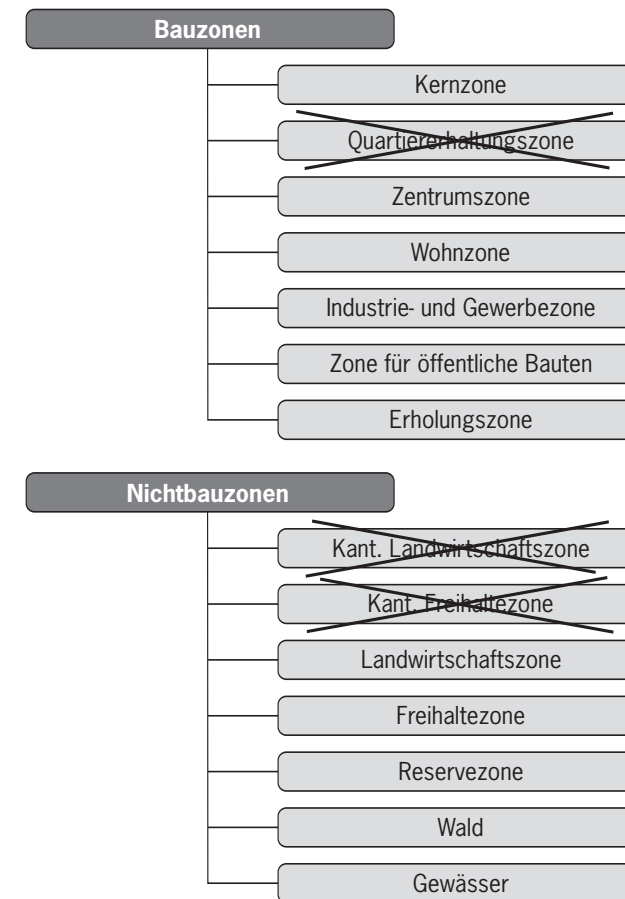 Bauzonen
Kernzone
Quartiererhaltungszone
Zentrumszone
Wohnzone
Industrie- und Gewerbezone
Zone für öffentliche Bauten
Erholungszone
Nichtbauzonen
Kant. Landwirtschaftszone
Kant. Freihaltezone
Landwirtschaftszone
Freihaltezone
Reservezone
Wald
Gewässer